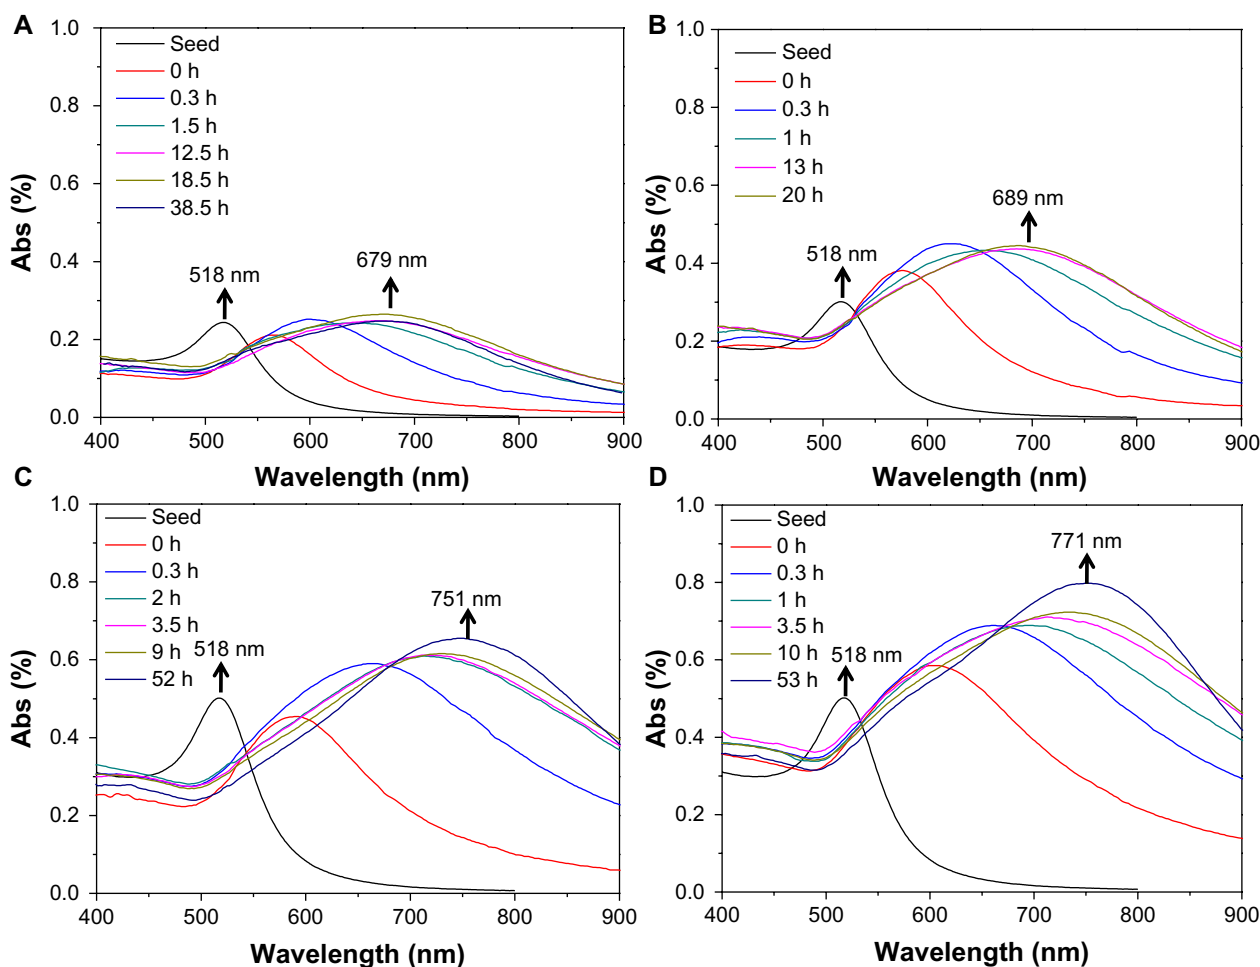 A
Abs (%)
1.0
0.8
0.6
0.4
0.2
0.0
Seed
0 h
0.3 h
1.5 h
12.5 h
18.5 h
38.5 h
518 nm
679 nm
400 500 600 700 800 900
Wavelength (nm)
B
Abs (%)
1.0
0.8
0.6
0.4
0.2
0.0
Seed
0 h
0.3 h
1 h
13 h
20 h
518 nm
689 nm
400 500 600 700 800 900
Wavelength (nm)
C
Abs (%)
1.0
0.8
0.6
0.4
0.2
0.0
Seed
0 h
0.3 h
2 h
3.5 h
9 h
52 h
518 nm
751 nm
400 500 600 700 800 900
Wavelength (nm)
D
Abs (%)
1.0
0.8
0.6
0.4
0.2
0.0
Seed
0 h
0.3 h
1 h
3.5 h
10 h
53 h
518 nm
771 nm
400 500 600 700 800 900
Wavelength (nm)